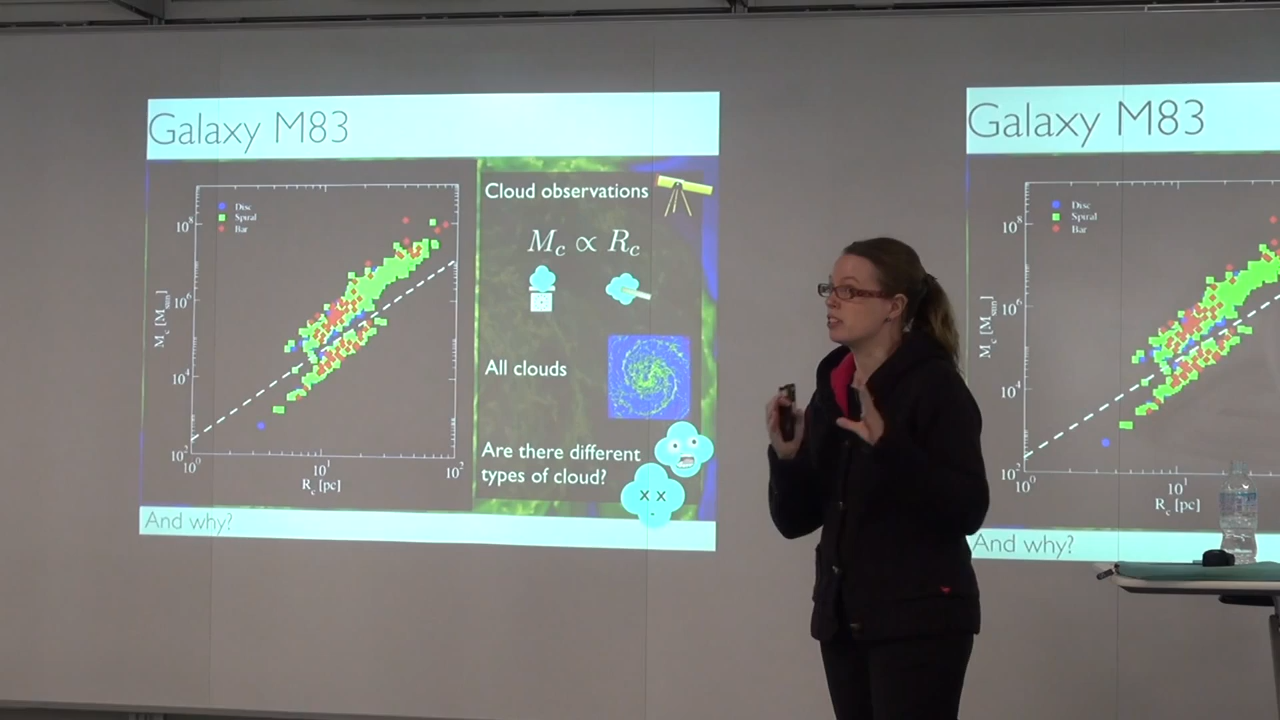 Galaxy M83
Disc
Spiral
Bar
10^8
10^6
10^4
10^2
M_c [M_sun]
10^0
10^1
10^2
R_c [pc]
Cloud observations
M_c ∝ R_c
All clouds
Are there different
types of cloud?
x x
And why?
Galaxy M83
Disc
Spiral
Bar
10^8
10^6
10^4
10^2
M_c [M_sun]
10^0
10^1
R_c [pc]
And why?